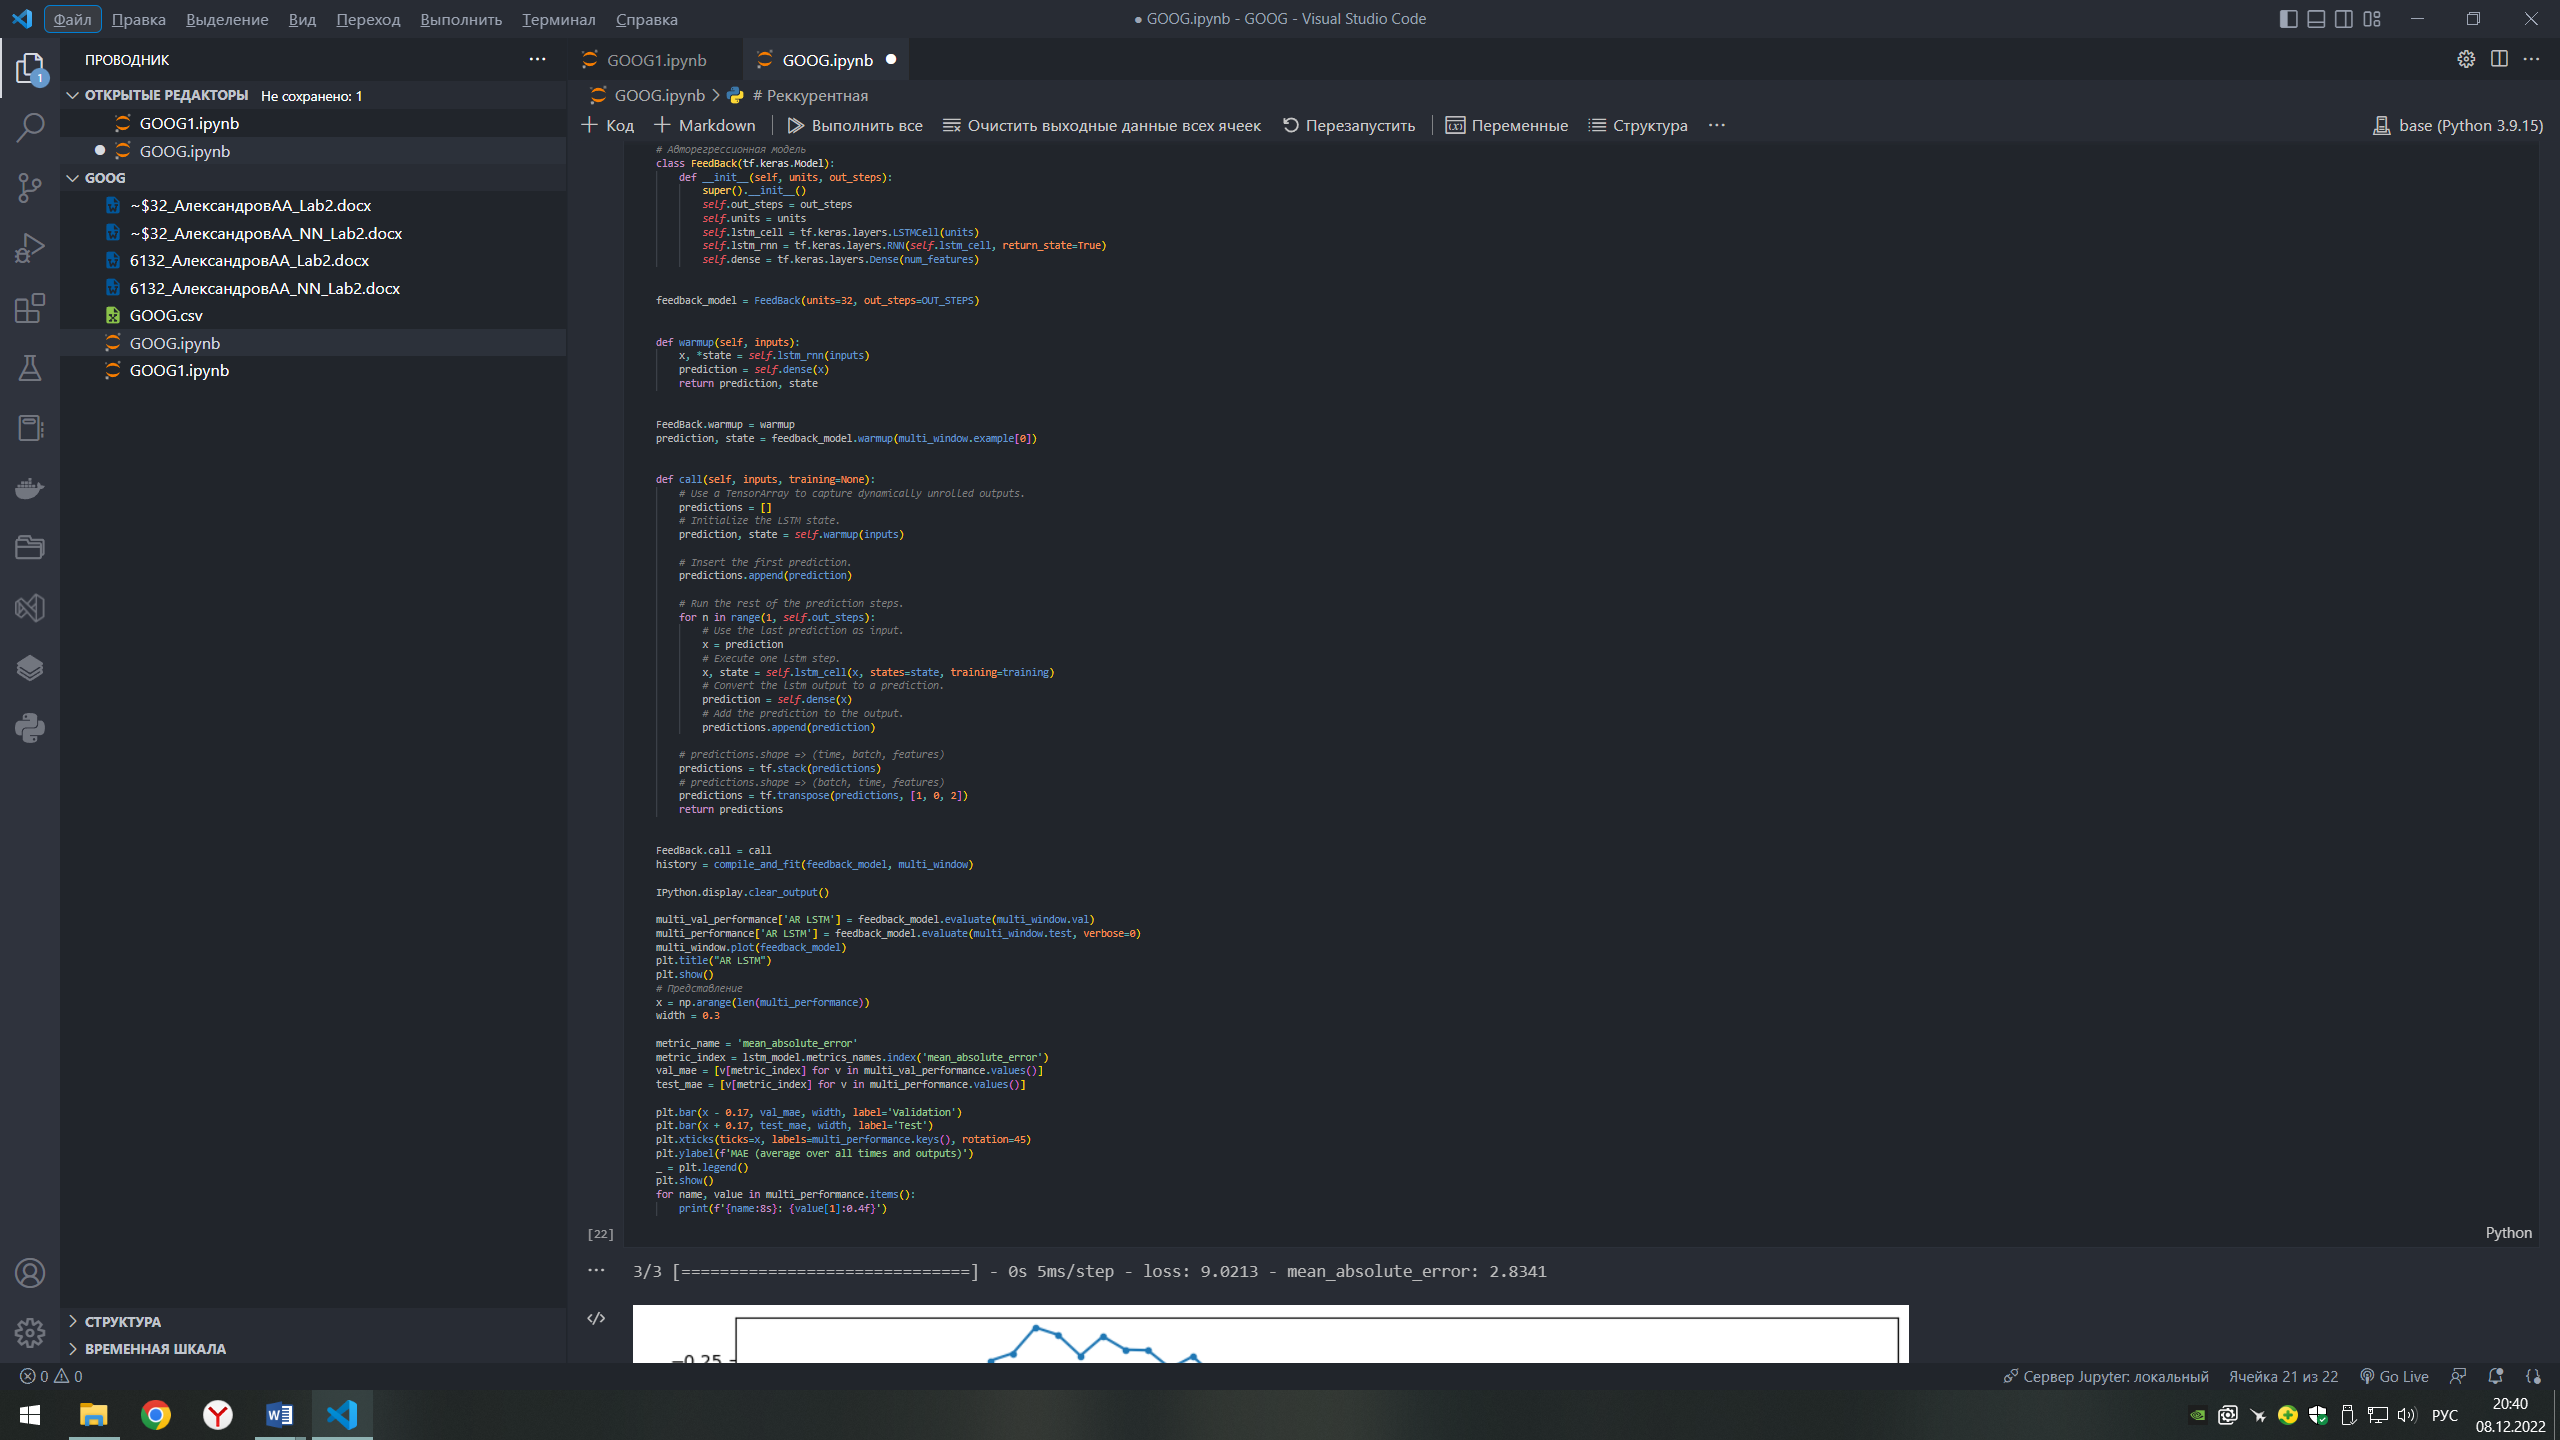 Файл Правка Выделение Вид Переход Выполнить Терминал Справка
● GOOG.ipynb - GOOG - Visual Studio Code
ПРОВОДНИК
ОТКРЫТЫЕ РЕДАКТОРЫ Не сохранено: 1
GOOG1.ipynb
GOOG.ipynb
GOOG
~$32_АлександровАА_Lab2.docx
~$32_АлександровАА_NN_Lab2.docx
6132_АлександровАА_Lab2.docx
6132_АлександровАА_NN_Lab2.docx
GOOG.csv
GOOG.ipynb
GOOG1.ipynb
СТРУКТУРА
ВРЕМЕННАЯ ШКАЛА
1
GOOG1.ipynb GOOG.ipynb
GOOG.ipynb > # Реккурентная
Код Markdown Выполнить все Очистить выходные данные всех ячеек Перезапустить Переменные Структура ··· base (Python 3.9.15)
# Авторегрессионная модель
class FeedBack(tf.keras.Model):
    def __init__(self, units, out_steps):
        super().__init__()
        self.out_steps = out_steps
        self.units = units
        self.lstm_cell = tf.keras.layers.LSTMCell(units)
        self.lstm_rnn = tf.keras.layers.RNN(self.lstm_cell, return_state=True)
        self.dense = tf.keras.layers.Dense(num_features)
feedback_model = FeedBack(units=32, out_steps=OUT_STEPS)
def warmup(self, inputs):
    x, *state = self.lstm_rnn(inputs)
    prediction = self.dense(x)
    return prediction, state
FeedBack.warmup = warmup
prediction, state = feedback_model.warmup(multi_window.example[0])
def call(self, inputs, training=None):
    # Use a TensorArray to capture dynamically unrolled outputs.
    predictions = []
    # Initialize the LSTM state.
    prediction, state = self.warmup(inputs)
    # Insert the first prediction.
    predictions.append(prediction)
    # Run the rest of the prediction steps.
    for n in range(1, self.out_steps):
        # Use the last prediction as input.
        x = prediction
        # Execute one lstm step.
        x, state = self.lstm_cell(x, states=state, training=training)
        # Convert the lstm output to a prediction.
        prediction = self.dense(x)
        # Add the prediction to the output.
        predictions.append(prediction)
    # predictions.shape => (time, batch, features)
    predictions = tf.stack(predictions)
    # predictions.shape => (batch, time, features)
    predictions = tf.transpose(predictions, [1, 0, 2])
    return predictions
FeedBack.call = call
history = compile_and_fit(feedback_model, multi_window)
IPython.display.clear_output()
multi_val_performance['AR LSTM'] = feedback_model.evaluate(multi_window.val)
multi_performance['AR LSTM'] = feedback_model.evaluate(multi_window.test, verbose=0)
multi_window.plot(feedback_model)
plt.title("AR LSTM")
plt.show()
# Представление
x = np.arange(len(multi_performance))
width = 0.3
metric_name = 'mean_absolute_error'
metric_index = lstm_model.metrics_names.index('mean_absolute_error')
val_mae = [v[metric_index] for v in multi_val_performance.values()]
test_mae = [v[metric_index] for v in multi_performance.values()]
plt.bar(x - 0.17, val_mae, width, label='Validation')
plt.bar(x + 0.17, test_mae, width, label='Test')
plt.xticks(ticks=x, labels=multi_performance.keys(), rotation=45)
plt.ylabel(f'MAE (average over all times and outputs)')
_ = plt.legend()
plt.show()
for name, value in multi_performance.items():
    print(f'{name:8s}: {value[1]:0.4f}')
[22] Python
3/3 [==============================] - 0s 5ms/step - loss: 9.0213 - mean_absolute_error: 2.8341
−0.25
0 0
Сервер Jupyter: локальный Ячейка 21 из 22 Go Live
РУС
20:40
08.12.2022